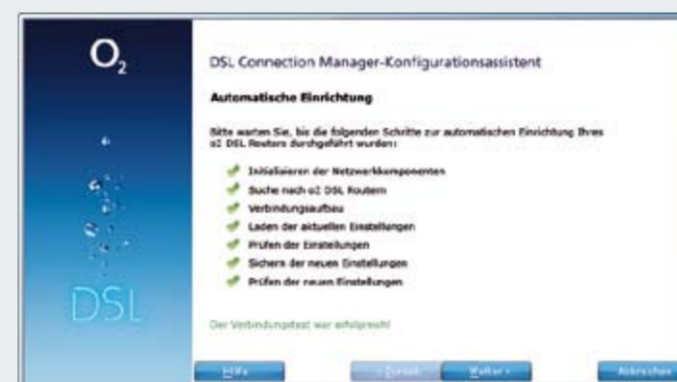 O2
DSL
DSL Connection Manager-Konfigurationsassistent
Automatische Einrichtung
Bitte warten Sie, bis die folgenden Schritte zur automatischen Einrichtung Ihres
o2 DSL Routers durchgeführt wurden:
Initialisieren der Netzwerkkomponenten
Suche nach o2 DSL Routern
Verbindungsaufbau
Laden der aktuellen Einstellungen
Prüfen der Einstellungen
Sichern der neuen Einstellungen
Prüfen der neuen Einstellungen
Der Verbindungstest war erfolgreich!
Hilfe
< Zurück
Weiter >
Abbrechen